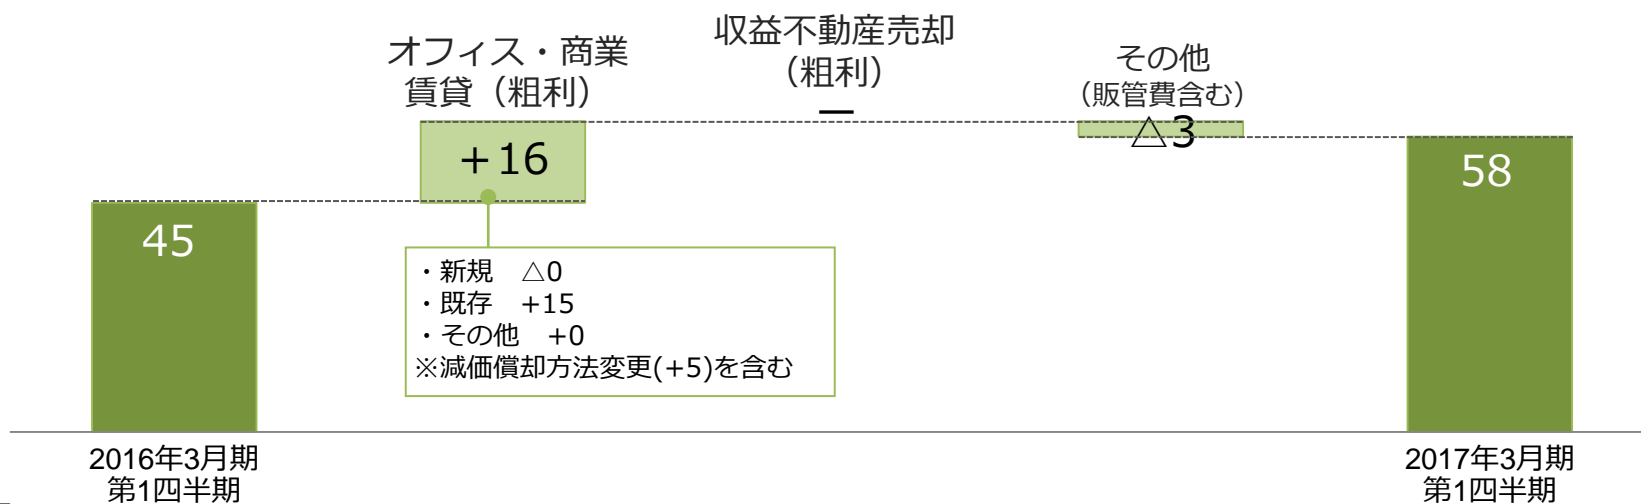 オフィス・商業
賃貸（粗利）
収益不動産売却
（粗利）
その他
（販管費含む）
45
＋16
ー
△3
58
・新規　△0
・既存　+15
・その他　+0
※減価償却方法変更(+5)を含む
2016年3月期
第1四半期
2017年3月期
第1四半期